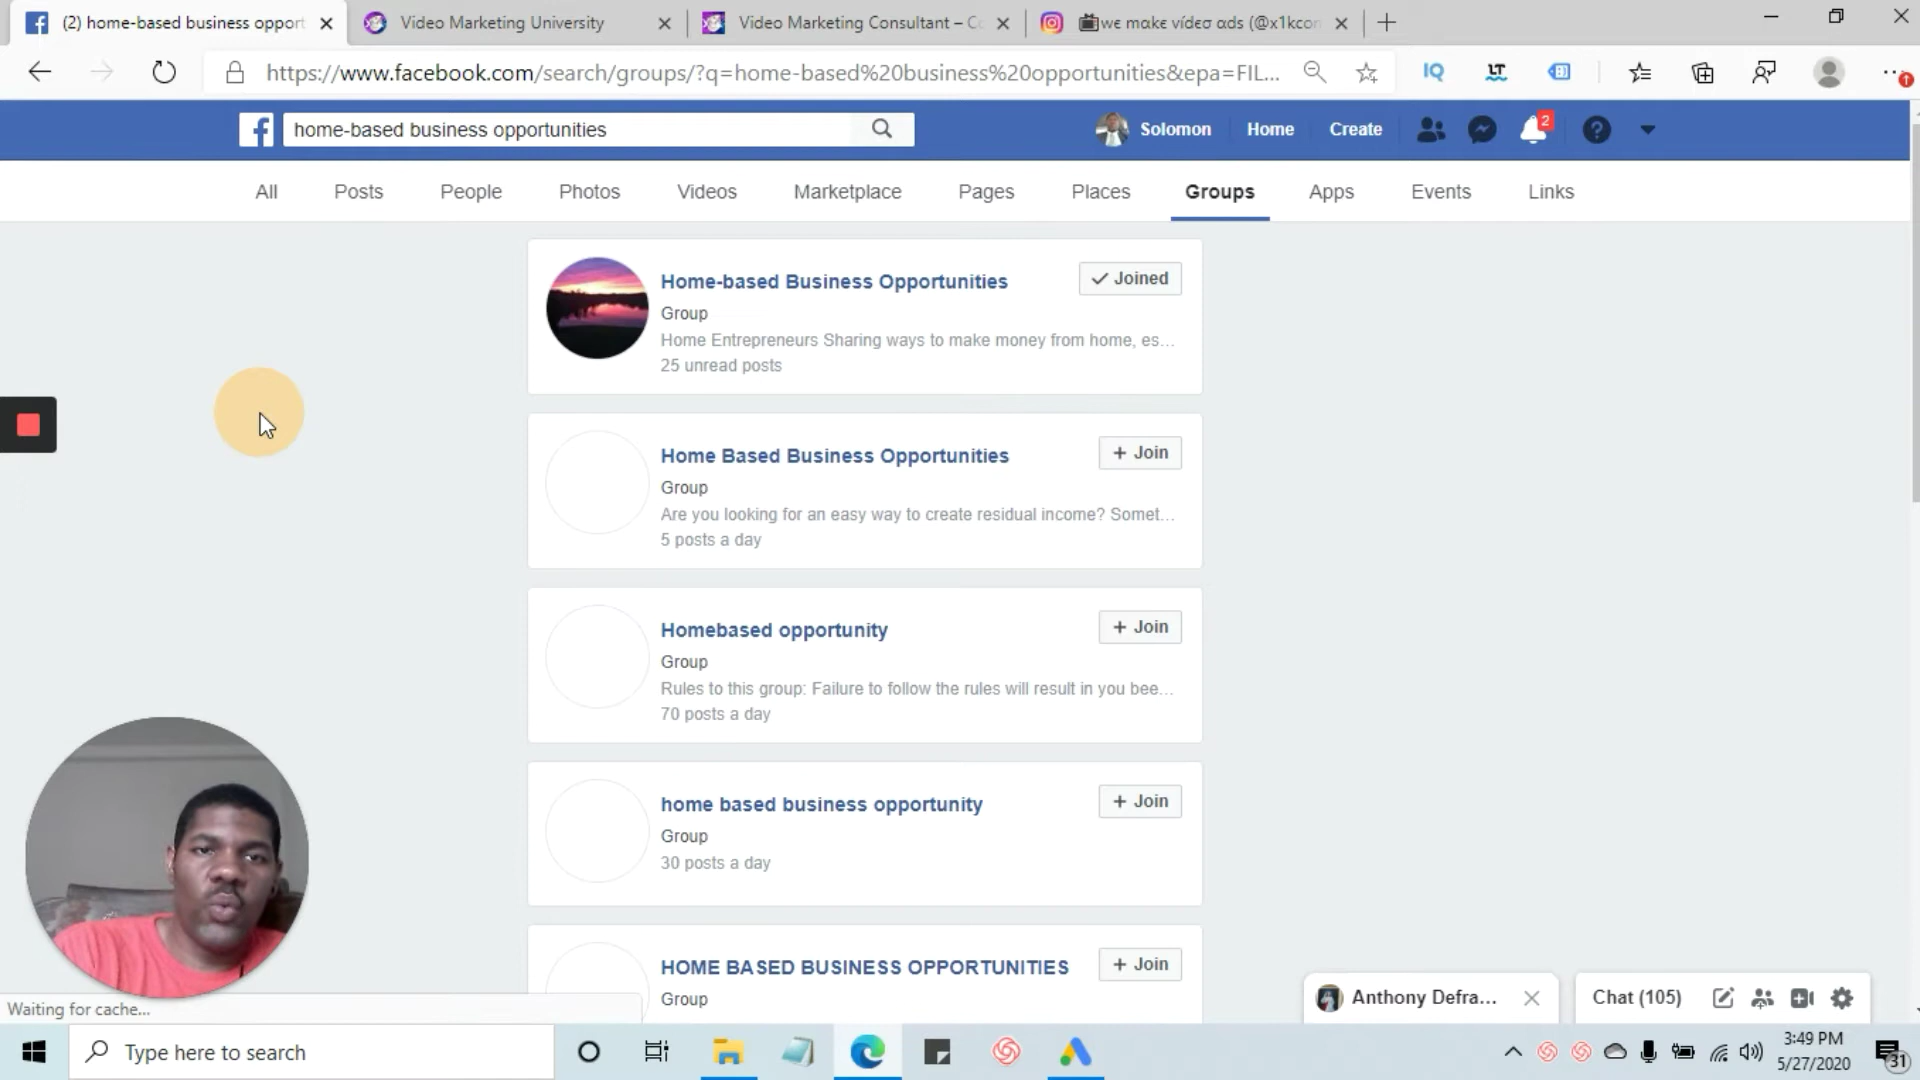 (2) home-based business opport
Video Marketing University
Video Marketing Consultant – Co
wε mαkε vídєσ αds (@x1kcon
https://www.facebook.com/search/groups/?q=home-based%20business%20opportunities&epa=FIL...
IQ
LT
home-based business opportunities
Solomon
Home
Create
2
All
Posts
People
Photos
Videos
Marketplace
Pages
Places
Groups
Apps
Events
Links
Home-based Business Opportunities
Joined
Group
Home Entrepreneurs Sharing ways to make money from home, es...
25 unread posts
Home Based Business Opportunities
+ Join
Group
Are you looking for an easy way to create residual income? Somet...
5 posts a day
Homebased opportunity
+ Join
Group
Rules to this group: Failure to follow the rules will result in you bee...
70 posts a day
home based business opportunity
+ Join
Group
30 posts a day
HOME BASED BUSINESS OPPORTUNITIES
+ Join
Group
Waiting for cache...
Anthony Defra...
Chat (105)
Type here to search
3:49 PM
5/27/2020
31